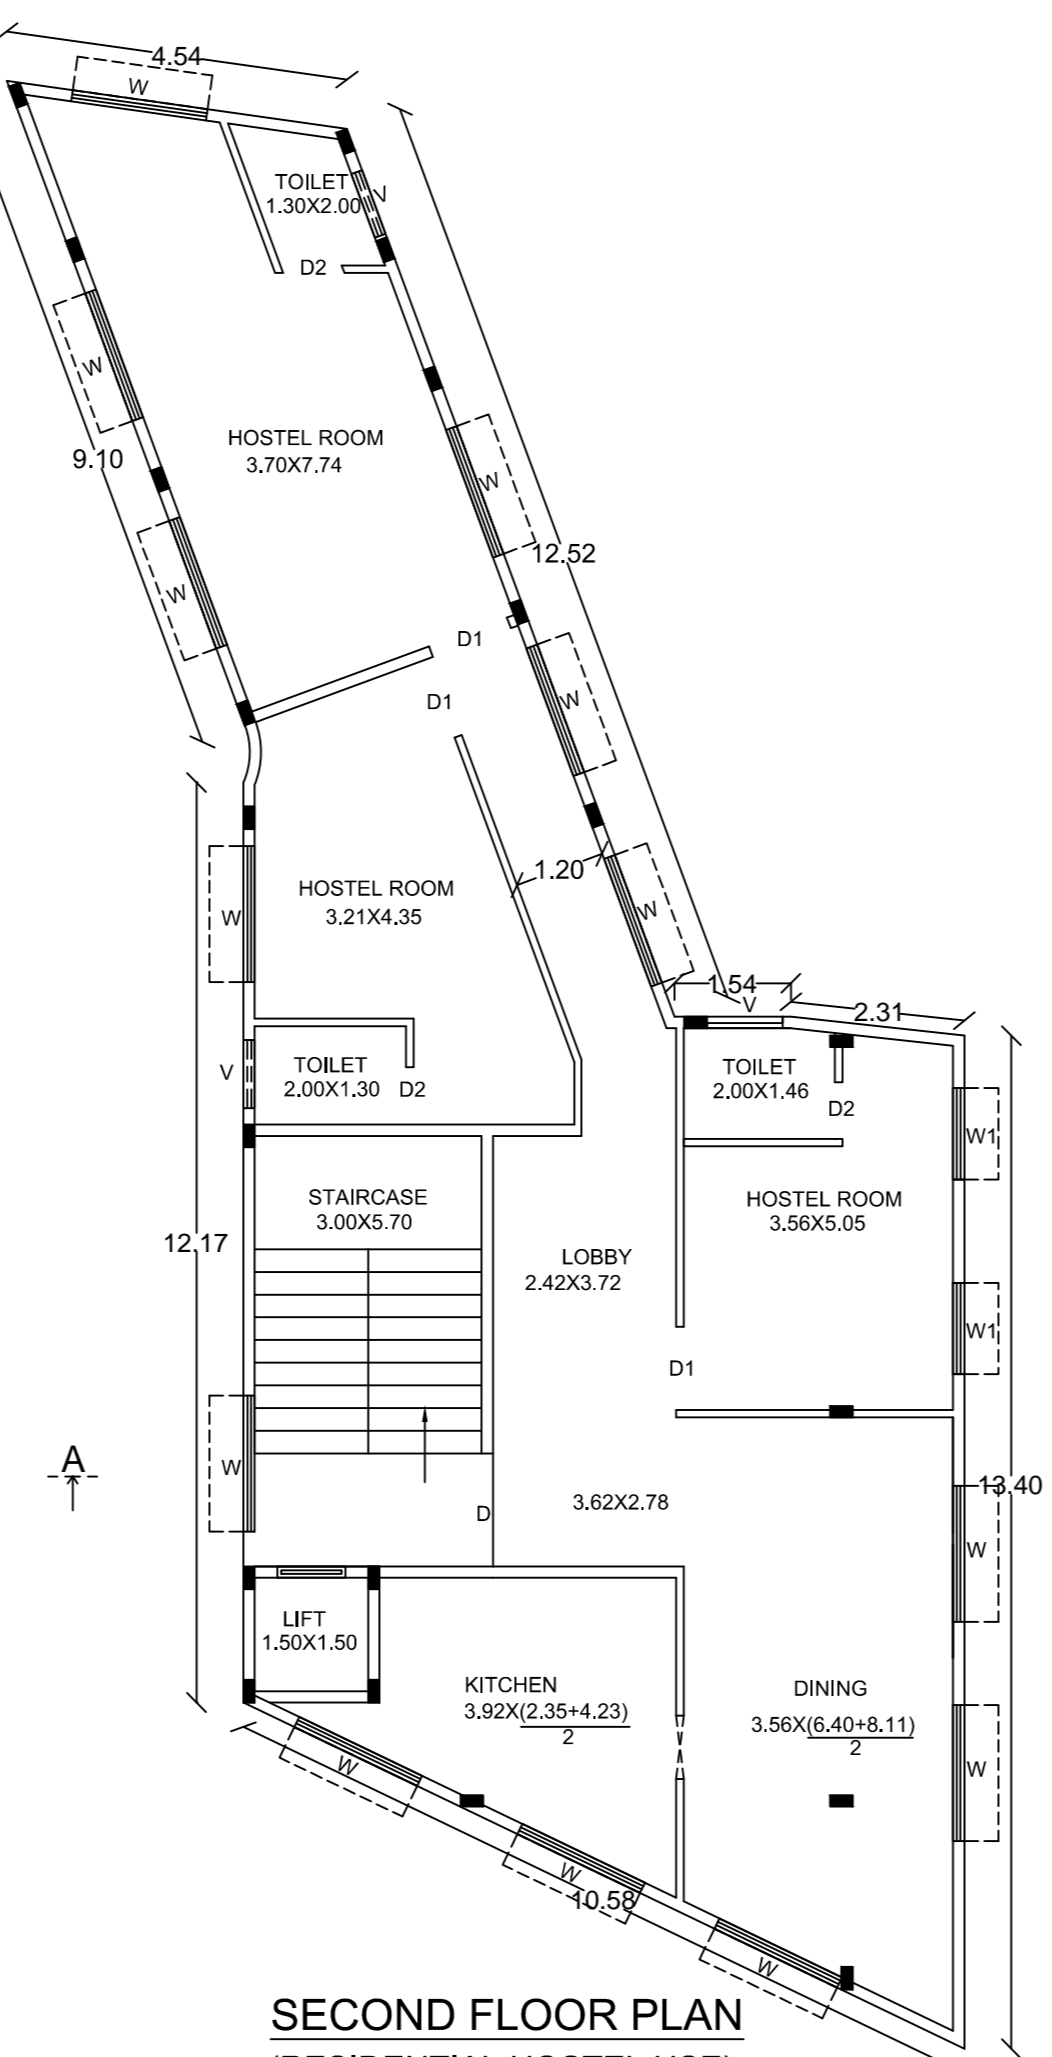 4.54
W
TOILET
1.30X2.00
V
D2
W
HOSTEL ROOM
3.70X7.74
9.10
W
12.52
W
D1
W
D1
1.20
HOSTEL ROOM
3.21X4.35
W
W
1.54
V
2.31
TOILET
2.00X1.30
V
D2
TOILET
2.00X1.46
D2
W1
STAIRCASE
3.00X5.70
HOSTEL ROOM
3.56X5.05
12.17
LOBBY
2.42X3.72
W1
D1
A
W
13.40
3.62X2.78
D
W
LIFT
1.50X1.50
KITCHEN
3.92X(2.35+4.23)
2
DINING
3.56X(6.40+8.11)
2
W
W
W
10.58
W
SECOND FLOOR PLAN
(RESIDENTIAL HOSTEL USE)